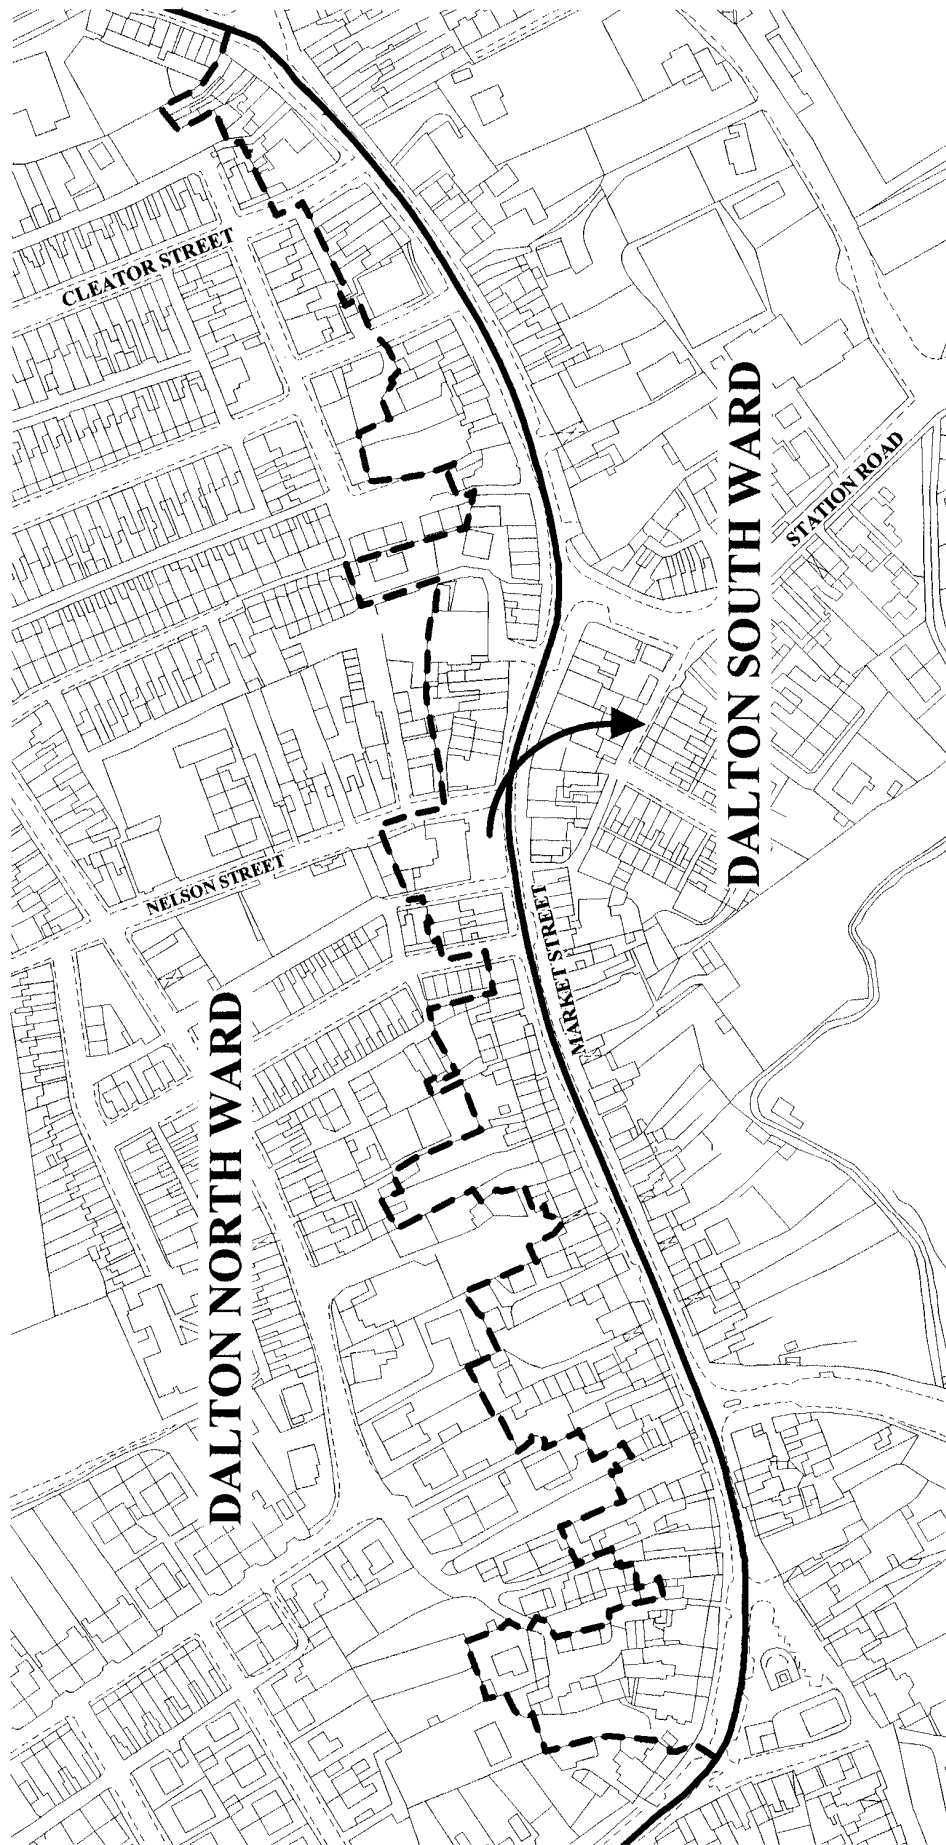 CLEATOR STREET
DALTON SOUTH WARD
STATION ROAD
NELSON STREET
DALTON NORTH WARD
MARKET STREET